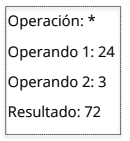 Operación: *
Operando 1: 24
Operando 2: 3
Resultado: 72